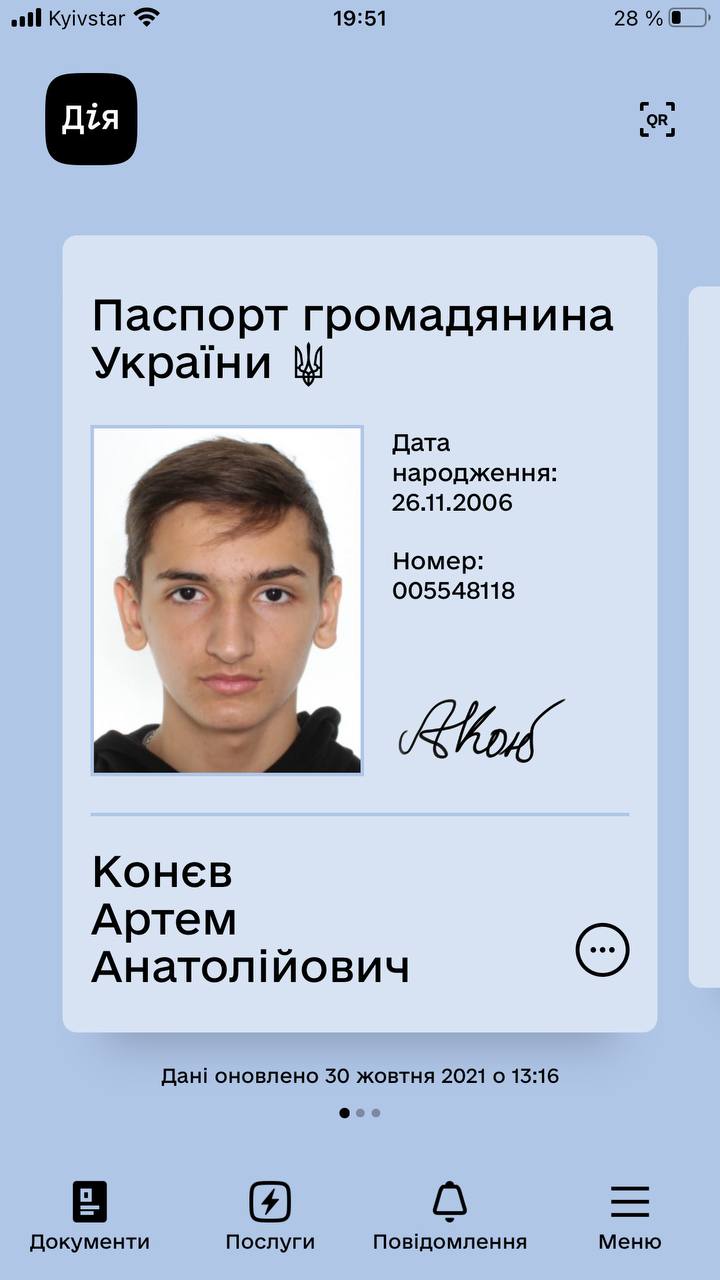 Kyivstar 19:51 28 %
Дія
QR
Паспорт громадянина
України
Дата
народження:
26.11.2006
Номер:
005548118
Конєв
Артем
Анатолійович
Дані оновлено 30 жовтня 2021 о 13:16
Документи Послуги Повідомлення Меню